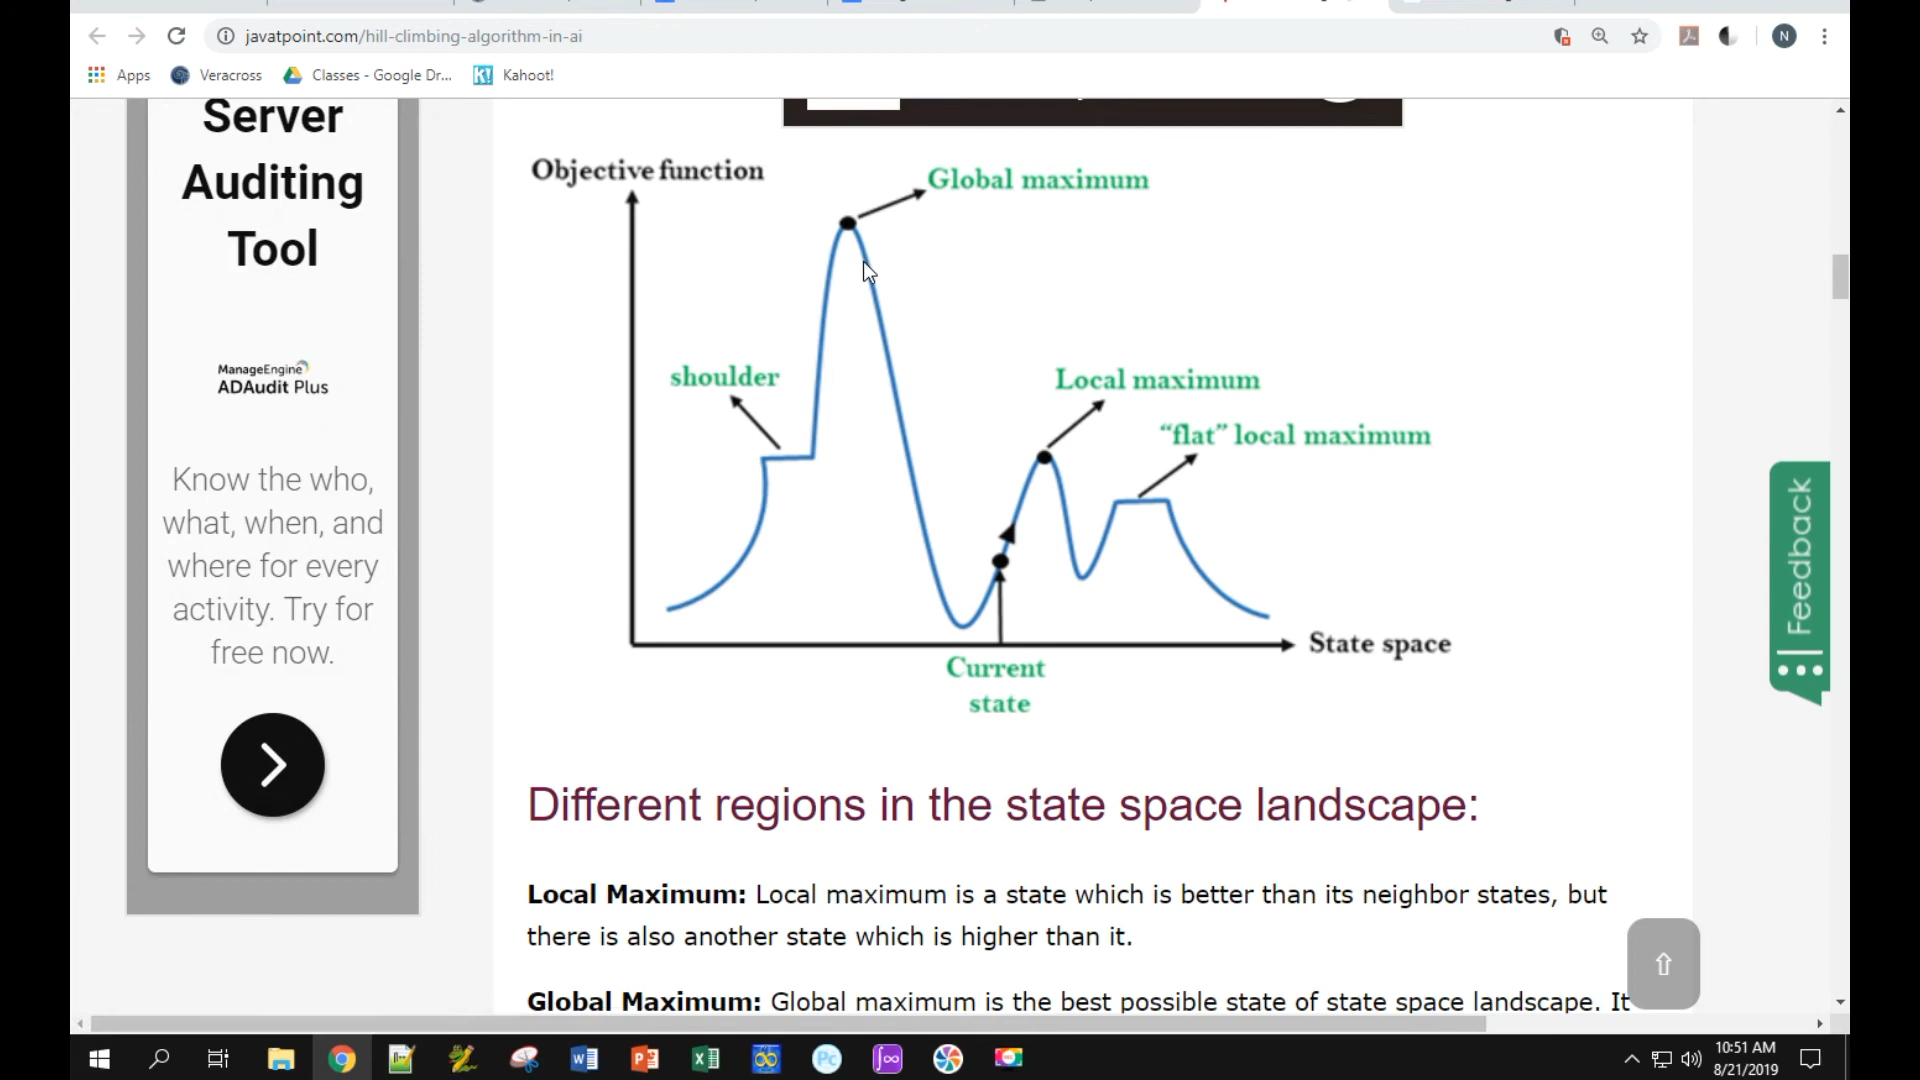 javatpoint.com/hill-climbing-algorithm-in-ai
N
Apps
Veracross
Classes - Google Dr...
K!
Kahoot!
Server
Auditing
Tool
ManageEngine
ADAudit Plus
Know the who,
what, when, and
where for every
activity. Try for
free now.
Objective function
Global maximum
shoulder
Local maximum
“flat” local maximum
State space
Current
state
Feedback
Different regions in the state space landscape:
Local Maximum: Local maximum is a state which is better than its neighbor states, but
there is also another state which is higher than it.
Global Maximum: Global maximum is the best possible state of state space landscape. It
10:51 AM
8/21/2019